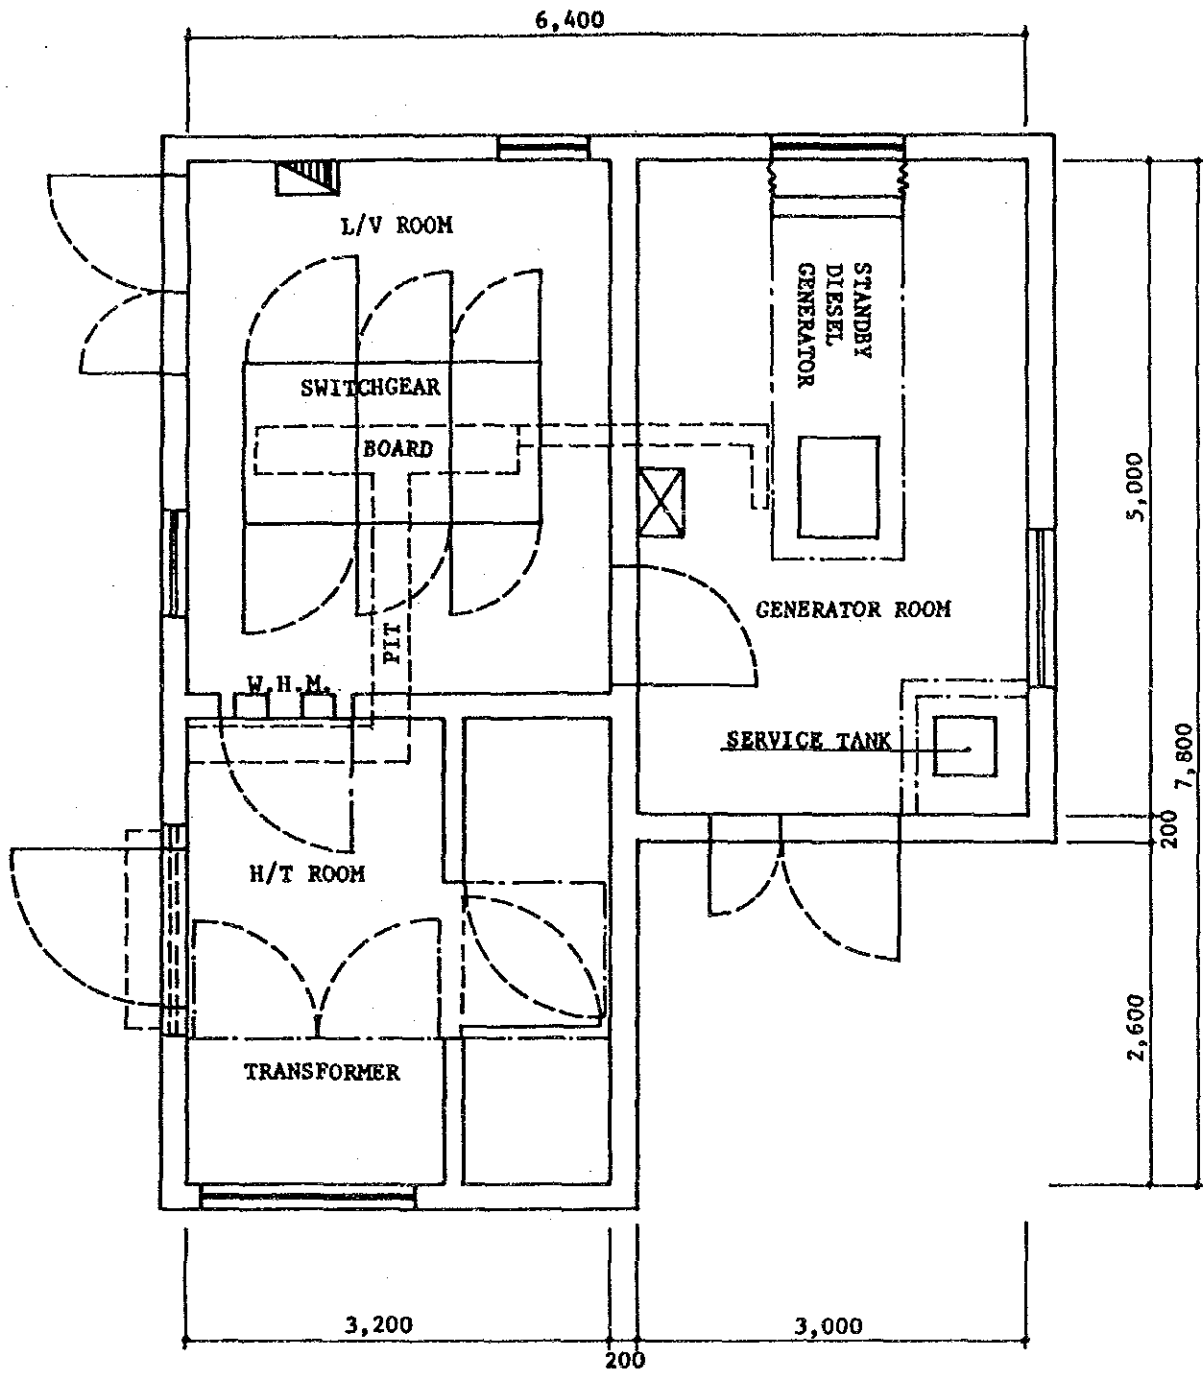 6,400
L/V ROOM
STANDBY
DIESEL
GENERATOR
SWITCHGEAR
BOARD
5,000
GENERATOR ROOM
PIT
W.H.M.
SERVICE TANK
7,800
200
H/T ROOM
2,600
TRANSFORMER
3,200
3,000
200